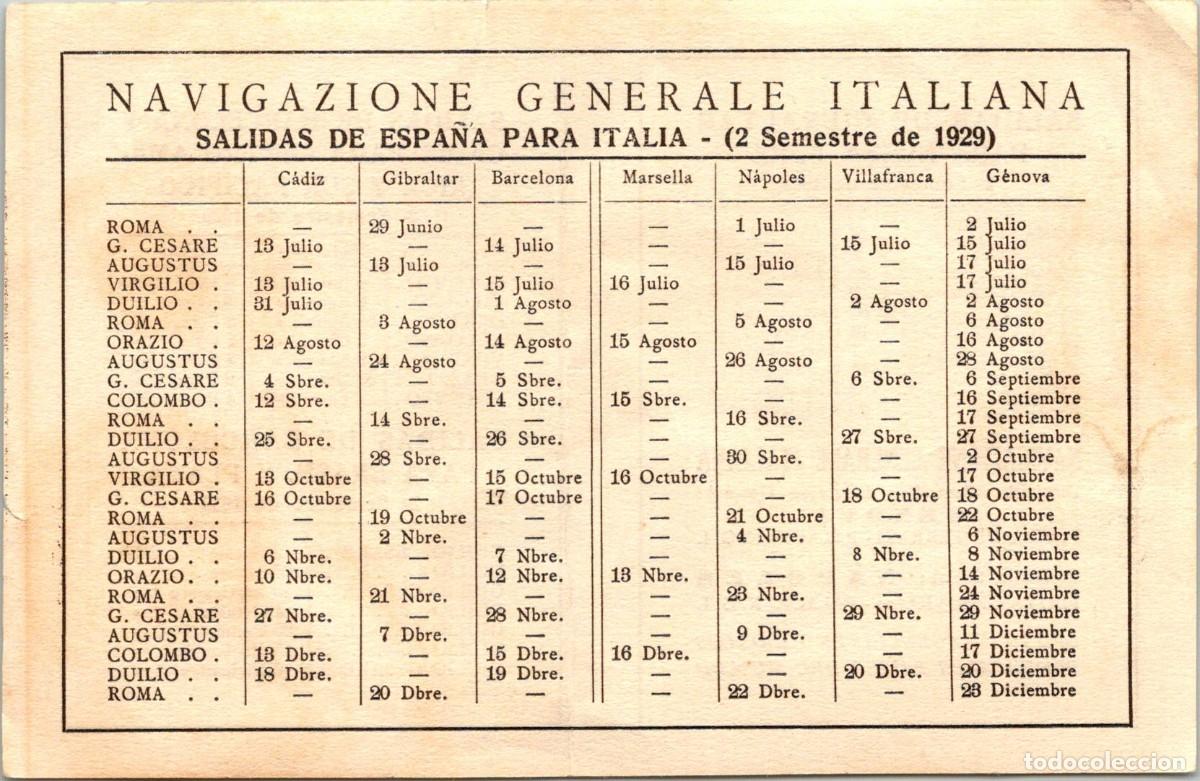 NAVIGAZIONE GENERALE ITALIANA
SALIDAS DE ESPAÑA PARA ITALIA - (2 Semestre de 1929)
Cádiz Gibraltar Barcelona Marsella Nápoles Villafranca Génova
ROMA . . — 29 Junio — — 1 Julio — 2 Julio
G. CESARE 13 Julio — 14 Julio — — 15 Julio 15 Julio
AUGUSTUS — 13 Julio — — 15 Julio — 17 Julio
VIRGILIO . 13 Julio — 15 Julio 16 Julio — — 17 Julio
DUILIO . . 31 Julio — 1 Agosto — — 2 Agosto 2 Agosto
ROMA . . — 3 Agosto — — 5 Agosto — 6 Agosto
ORAZIO . 12 Agosto — 14 Agosto 15 Agosto — — 16 Agosto
AUGUSTUS — 24 Agosto — — 26 Agosto — 28 Agosto
G. CESARE 4 Sbre. — 5 Sbre. — — 6 Sbre. 6 Septiembre
COLOMBO . 12 Sbre. — 14 Sbre. 15 Sbre. — — 16 Septiembre
ROMA . . — 14 Sbre. — — 16 Sbre. — 17 Septiembre
DUILIO . . 25 Sbre. — 26 Sbre. — — 27 Sbre. 27 Septiembre
AUGUSTUS — 28 Sbre. — — 30 Sbre. — 2 Octubre
VIRGILIO . 13 Octubre — 15 Octubre 16 Octubre — — 17 Octubre
G. CESARE 16 Octubre — 17 Octubre — — 18 Octubre 18 Octubre
ROMA . . — 19 Octubre — — 21 Octubre — 22 Octubre
AUGUSTUS — 2 Nbre. — — 4 Nbre. — 6 Noviembre
DUILIO . . 6 Nbre. — 7 Nbre. — — 8 Nbre. 8 Noviembre
ORAZIO. . 10 Nbre. — 12 Nbre. 13 Nbre. — — 14 Noviembre
ROMA . . — 21 Nbre. — — 23 Nbre. — 24 Noviembre
G. CESARE 27 Nbre. — 28 Nbre. — — 29 Nbre. 29 Noviembre
AUGUSTUS — 7 Dbre. — — 9 Dbre. — 11 Diciembre
COLOMBO . 13 Dbre. — 15 Dbre. 16 Dbre. — — 17 Diciembre
DUILIO . . 18 Dbre. — 19 Dbre. — — 20 Dbre. 20 Diciembre
ROMA . . — 20 Dbre. — — 22 Dbre. — 23 Diciembre
todocoleccion